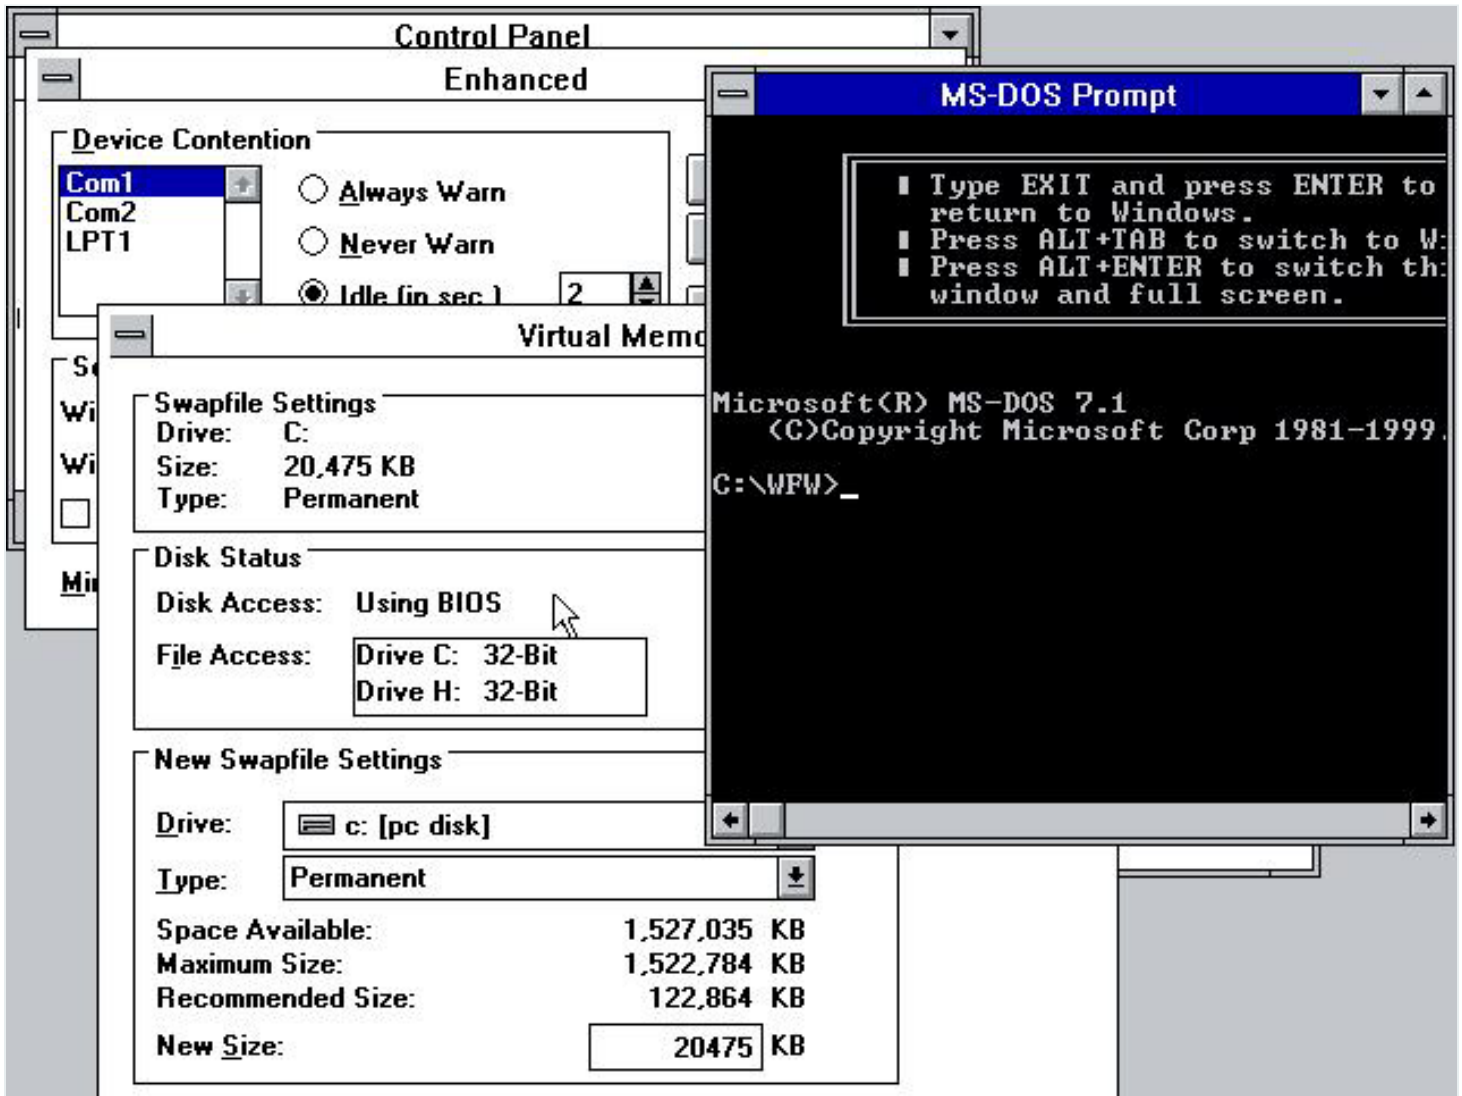 Control Panel
Enhanced
Device Contention
Com1
Com2
LPT1
Always Warn
Never Warn
Idle (in sec.)
2
Virtual
Swapfile Settings
Drive: C:
Size: 20,475 KB
Type: Permanent
Disk Status
Disk Access: Using BIOS
File Access: Drive C: 32-Bit
Drive H: 32-Bit
New Swapfile Settings
Drive: c: [pc disk]
Type: Permanent
Space Available: 1,527,035 KB
Maximum Size: 1,522,784 KB
Recommended Size: 122,864 KB
New Size: 20475 KB
MS-DOS Prompt
Type EXIT and press ENTER to
return to Windows.
Press ALT+TAB to switch to
Press ALT+ENTER to switch
window and full screen.
Microsoft(R) MS-DOS 7.1
(C)Copyright Microsoft Corp 1981-1999.
C:\WFW>_